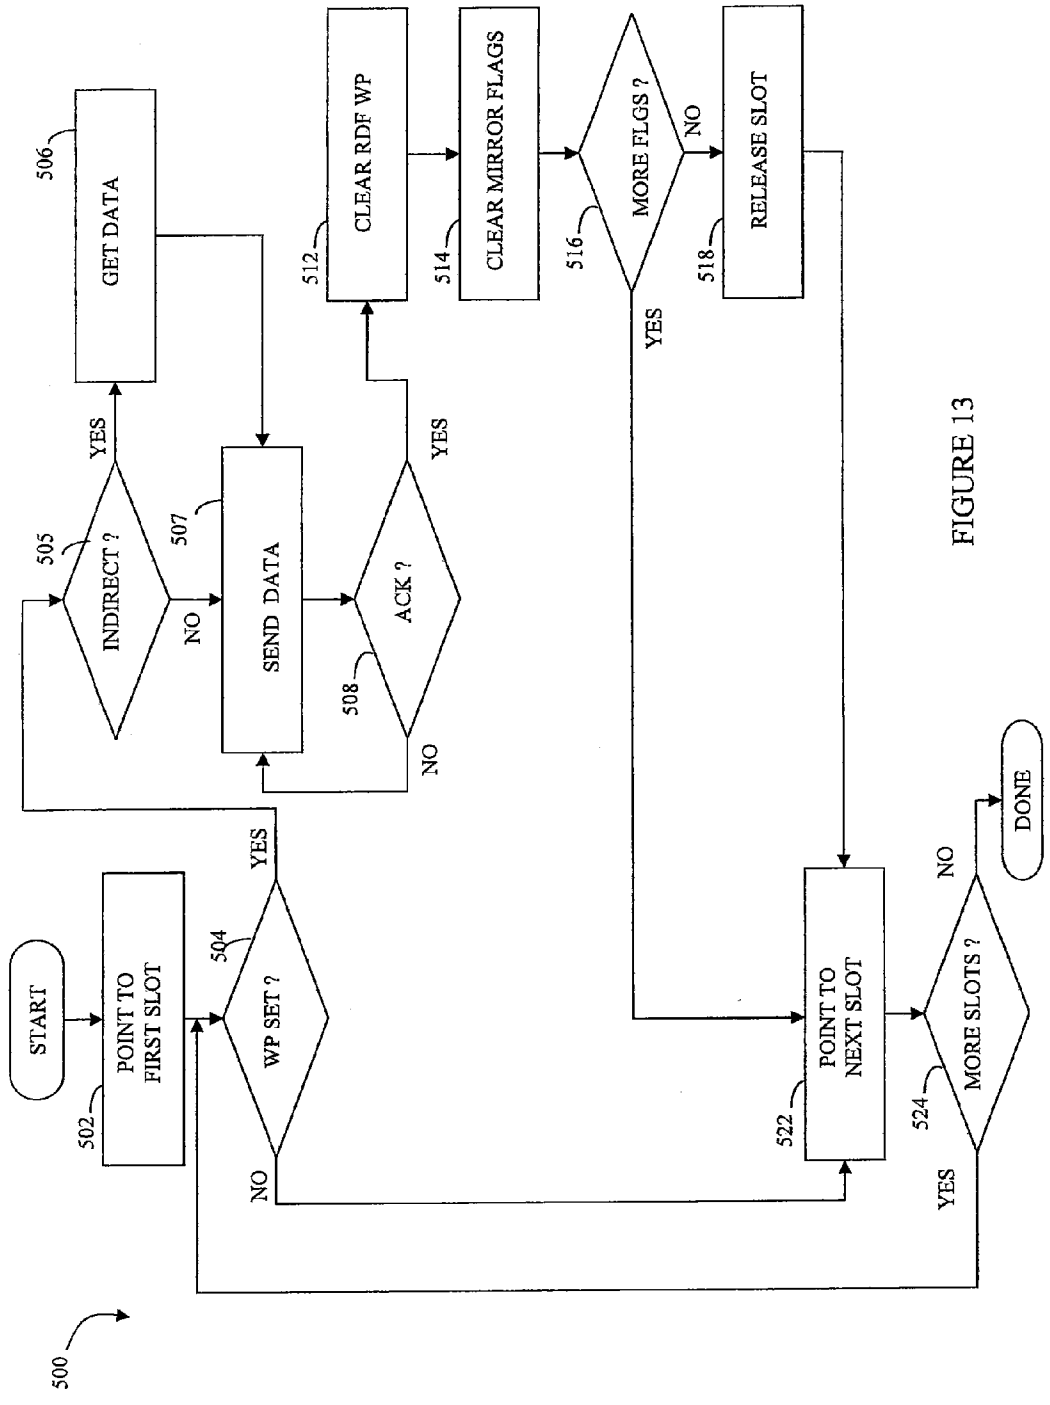 500
START
502
POINT TO
FIRST SLOT
504
WP SET ?
YES
NO
505
INDIRECT ?
YES
NO
506
GET DATA
507
SEND DATA
508
ACK ?
YES
NO
512
CLEAR RDF WP
514
CLEAR MIRROR FLAGS
516
MORE FLGS ?
YES
NO
518
RELEASE SLOT
522
POINT TO
NEXT SLOT
524
MORE SLOTS ?
YES
NO
DONE
FIGURE 13